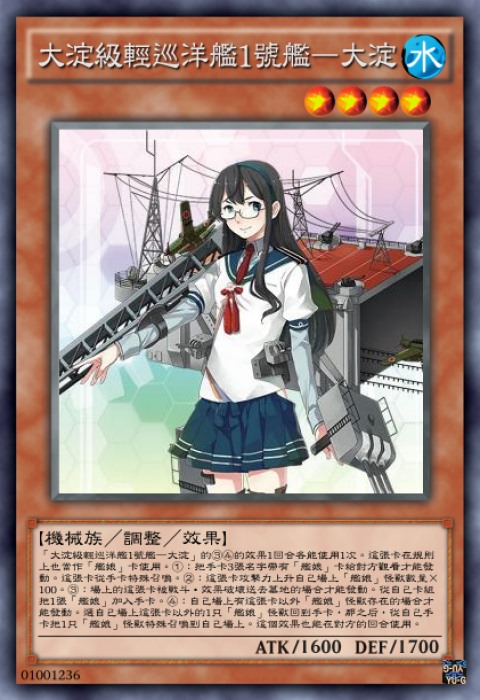 大淀級輕巡洋艦1號艦—大淀
水
[機械族／調整／效果]
「大淀級輕巡洋艦1號艦—大淀」的③④的效果1回合各能使用1次。這張卡在規則
上也當作「艦娘」卡使用。①：把手卡3張名字帶有「艦娘」卡給對方觀看才能發
動。這張卡從手卡特殊召喚。②：這張卡攻擊力上升自己場上「艦娘」怪獸數量×
100。③：場上的這張卡被戰斗·效果破壞送去墓地的場合才能發動。從自己卡組
把1張「艦娘」加入手卡。④：自己場上有這張卡以外「艦娘」怪獸存在的場合才
能發動。選自己場上這張卡以外的1只「艦娘」怪獸回到手卡，那之后，從自己手
卡把1只「艦娘」怪獸特殊召喚到自己場上。這個效果也能在對方的回合使用。
ATK/1600 DEF/1700
01001236